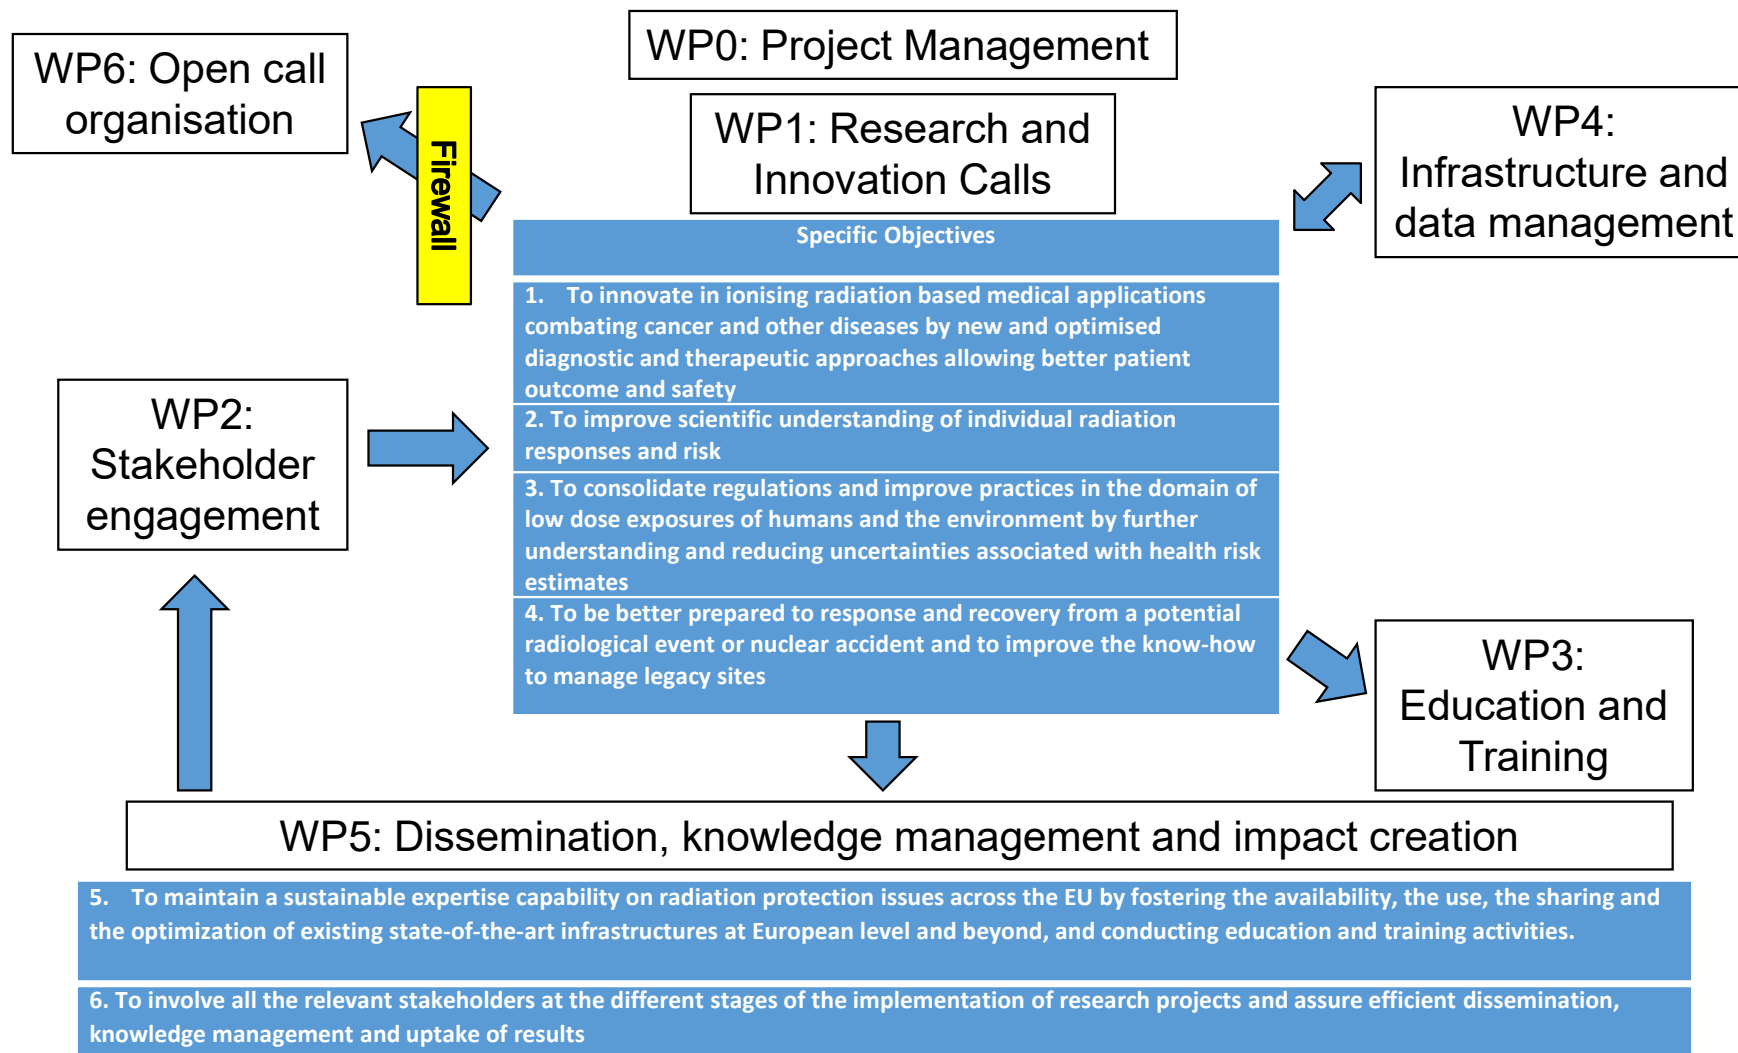 WP0: Project Management
WP6: Open call
organisation
Firewall
WP1: Research and
Innovation Calls
WP4:
Infrastructure and
data management
Specific Objectives
1. To innovate in ionising radiation based medical applications
combating cancer and other diseases by new and optimised
diagnostic and therapeutic approaches allowing better patient
outcome and safety
2. To improve scientific understanding of individual radiation
responses and risk
3. To consolidate regulations and improve practices in the domain of
low dose exposures of humans and the environment by further
understanding and reducing uncertainties associated with health risk
estimates
4. To be better prepared to response and recovery from a potential
radiological event or nuclear accident and to improve the know-how
to manage legacy sites
WP2:
Stakeholder
engagement
WP3:
Education and
Training
WP5: Dissemination, knowledge management and impact creation
5. To maintain a sustainable expertise capability on radiation protection issues across the EU by fostering the availability, the use, the sharing and
the optimization of existing state-of-the-art infrastructures at European level and beyond, and conducting education and training activities.
6. To involve all the relevant stakeholders at the different stages of the implementation of research projects and assure efficient dissemination,
knowledge management and uptake of results